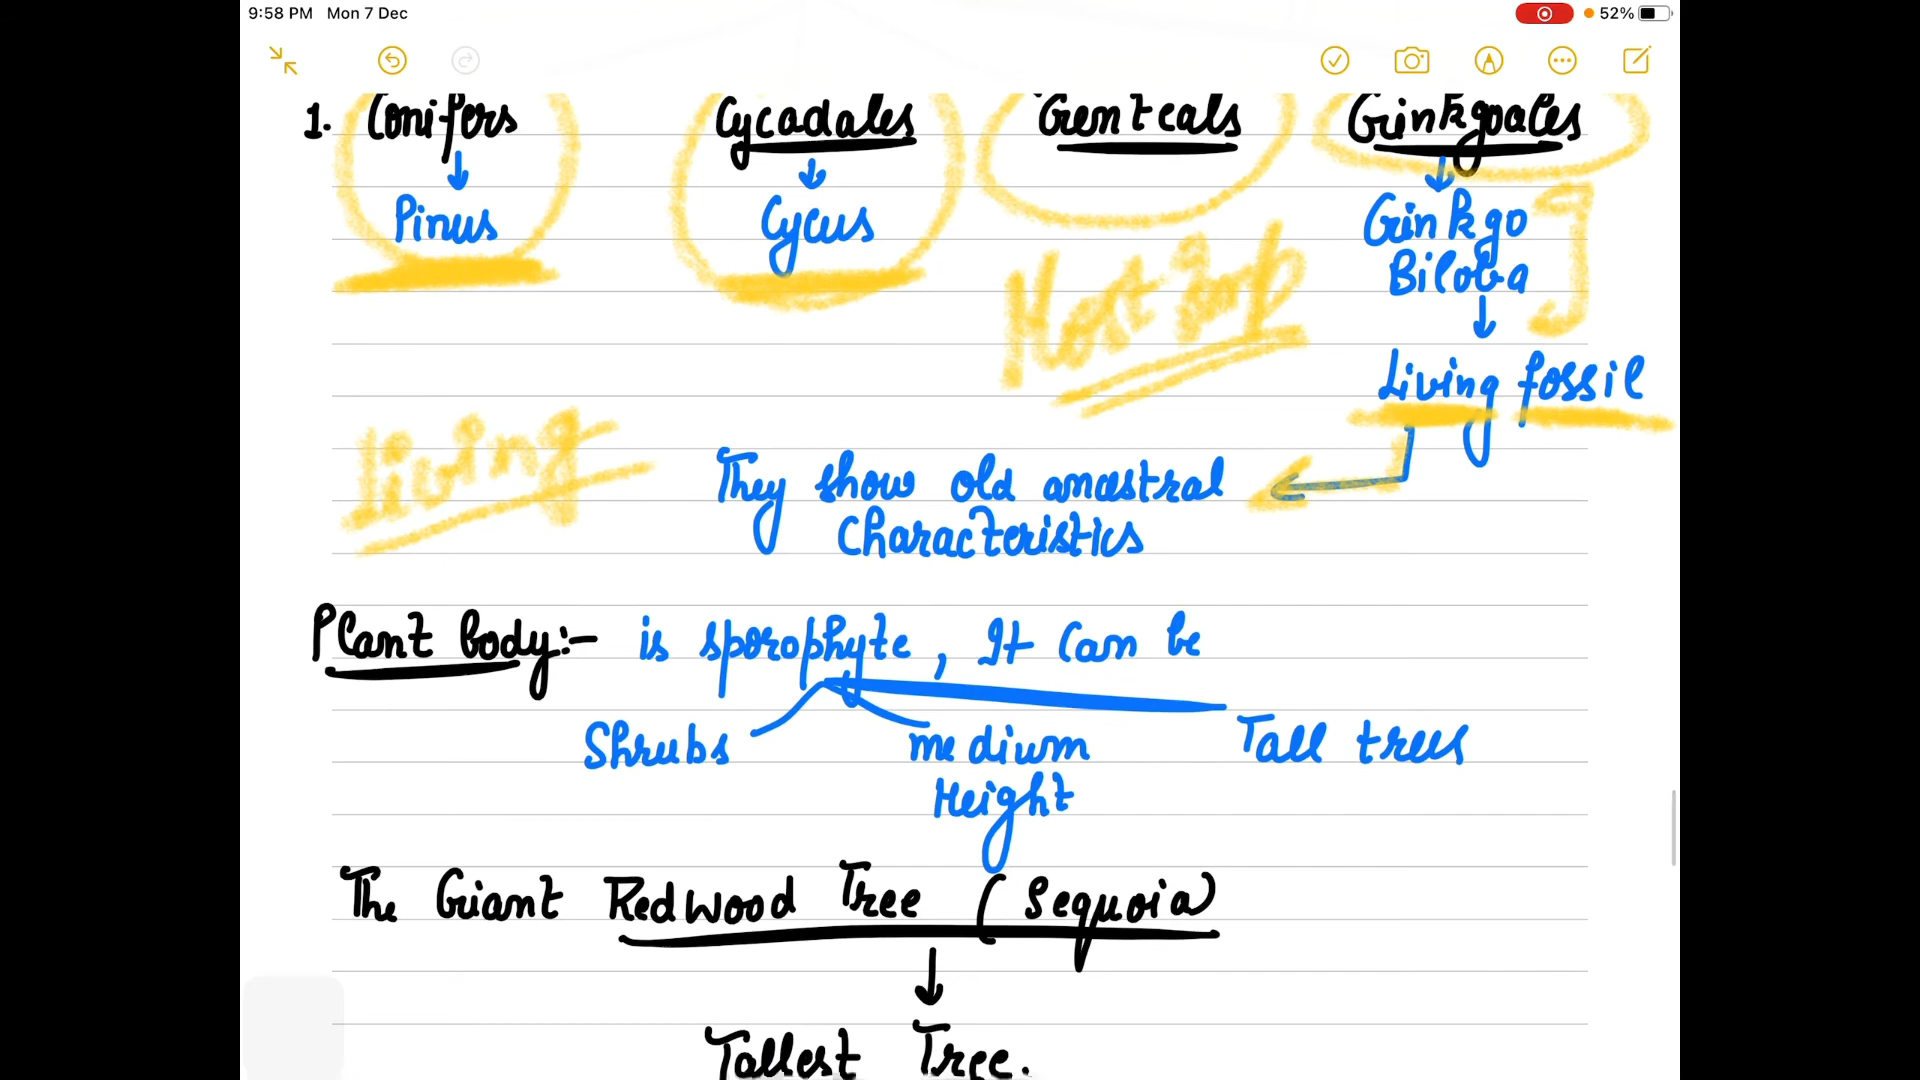 9:58 PM Mon 7 Dec 52%
1. Conifers Cycadales Genteals Ginkgoales
Pinus Cycus Ginkgo
Biloba
Most imp
Living fossil
Living
They show old ancestral
Characteristics
Plant body:- is sporophyte, It can be
Shrubs medium Tall trees
Height
The Giant Redwood Tree (Sequoia)
Tallest Tree.